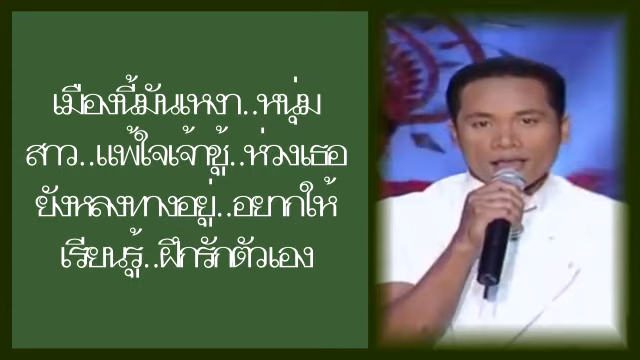 เมืองนี้มันเหงา..หนุ่ม
สาว..แพ้ใจเจ้าชู้..ห่วงเธอ
ยังหลงทางอยู่..อยากให้
เรียนรู้..ฝึกรักตัวเอง